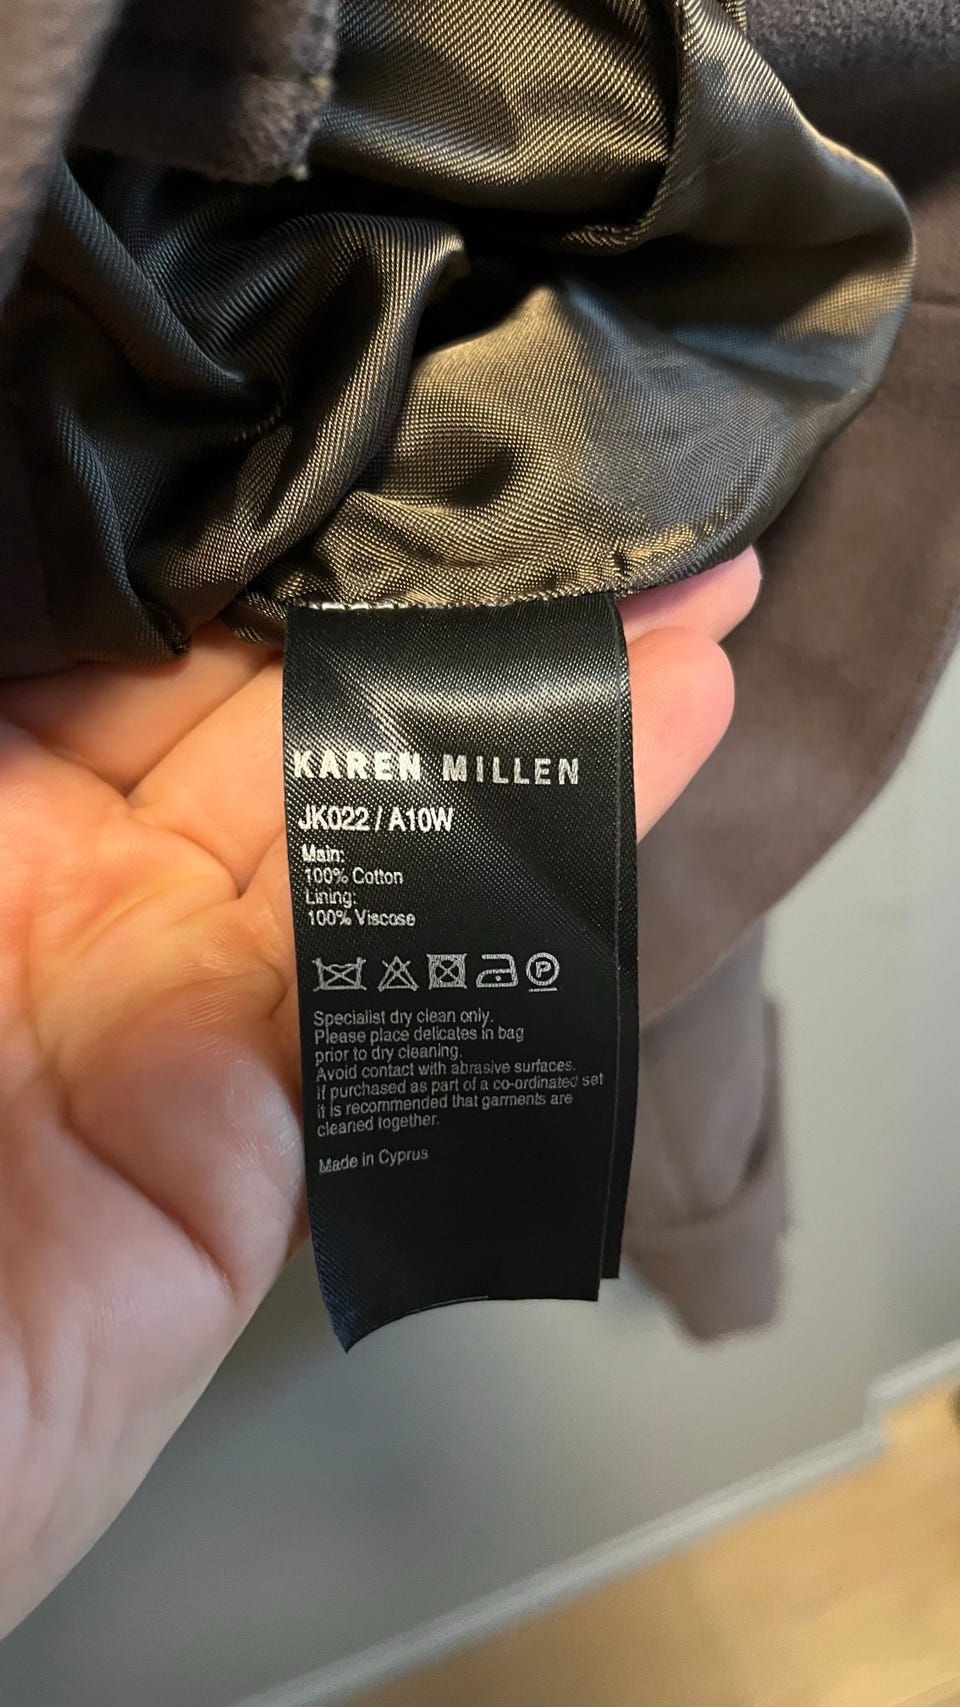 KAREN MILLEN
JK022 / A10W
Main:
100% Cotton
Lining:
100% Viscose
P
Specialist dry clean only.
Please place delicates in bag
prior to dry cleaning.
Avoid contact with abrasive surfaces.
If purchased as part of a co-ordinated set
it is recommended that garments are
cleaned together.
Made in Cyprus